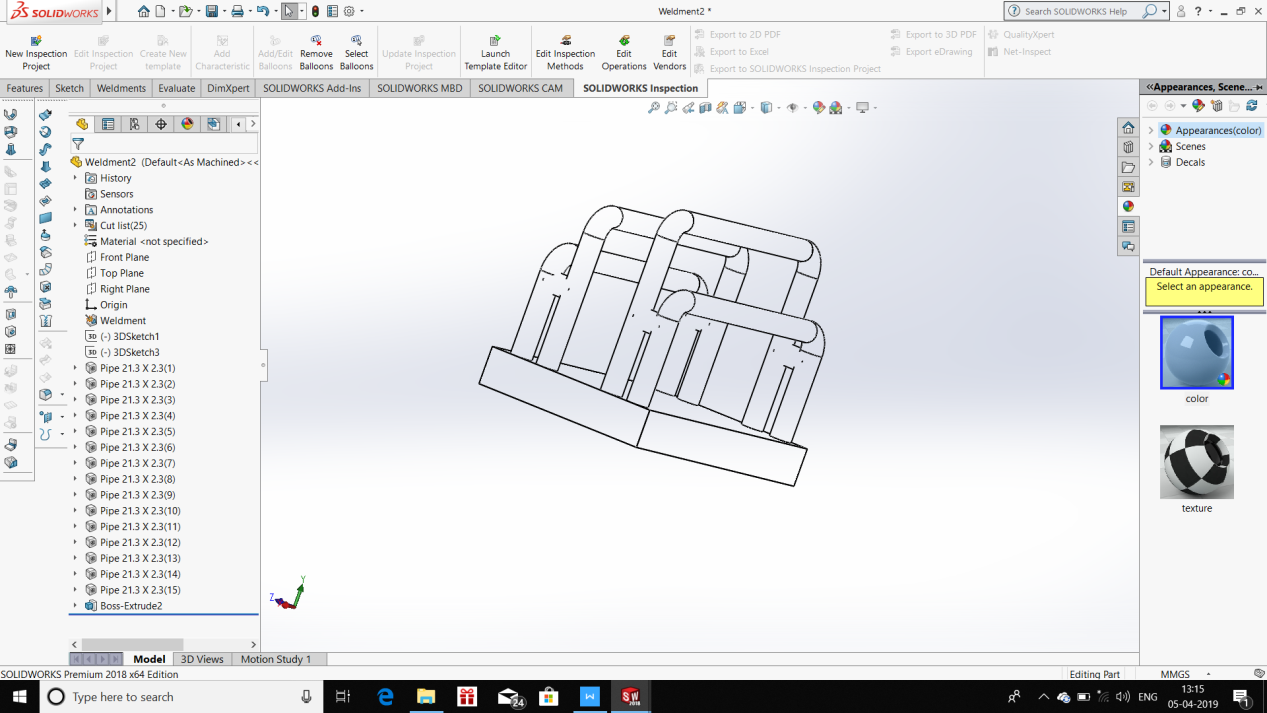 SOLIDWORKS
Weldment2 *
Search SOLIDWORKS Help
New Inspection Project
Edit Inspection Project
Create New template
Add Characteristic
Add/Edit Balloons
Remove Balloons
Select Balloons
Update Inspection Project
Launch Template Editor
Edit Inspection Methods
Edit Operations
Edit Vendors
Export to 2D PDF
Export to Excel
Export to SOLIDWORKS Inspection Project
Export to 3D PDF
Export eDrawing
QualityXpert
Net-Inspect
Features
Sketch
Weldments
Evaluate
DimXpert
SOLIDWORKS Add-Ins
SOLIDWORKS MBD
SOLIDWORKS CAM
SOLIDWORKS Inspection
Weldment2 (Default<As Machined><<
History
Sensors
Annotations
Cut list(25)
Material <not specified>
Front Plane
Top Plane
Right Plane
Origin
Weldment
3D (-) 3DSketch1
3D (-) 3DSketch3
Pipe 21.3 X 2.3(1)
Pipe 21.3 X 2.3(2)
Pipe 21.3 X 2.3(3)
Pipe 21.3 X 2.3(4)
Pipe 21.3 X 2.3(5)
Pipe 21.3 X 2.3(6)
Pipe 21.3 X 2.3(7)
Pipe 21.3 X 2.3(8)
Pipe 21.3 X 2.3(9)
Pipe 21.3 X 2.3(10)
Pipe 21.3 X 2.3(11)
Pipe 21.3 X 2.3(12)
Pipe 21.3 X 2.3(13)
Pipe 21.3 X 2.3(14)
Pipe 21.3 X 2.3(15)
Boss-Extrude2
Y
Z
Appearances, Scene...
Appearances(color)
Scenes
Decals
Default Appearance: co...
Select an appearance.
color
texture
Model
3D Views
Motion Study 1
SOLIDWORKS Premium 2018 x64 Edition
Editing Part
MMGS
Type here to search
24
SW
2018
ENG
13:15
05-04-2019
1